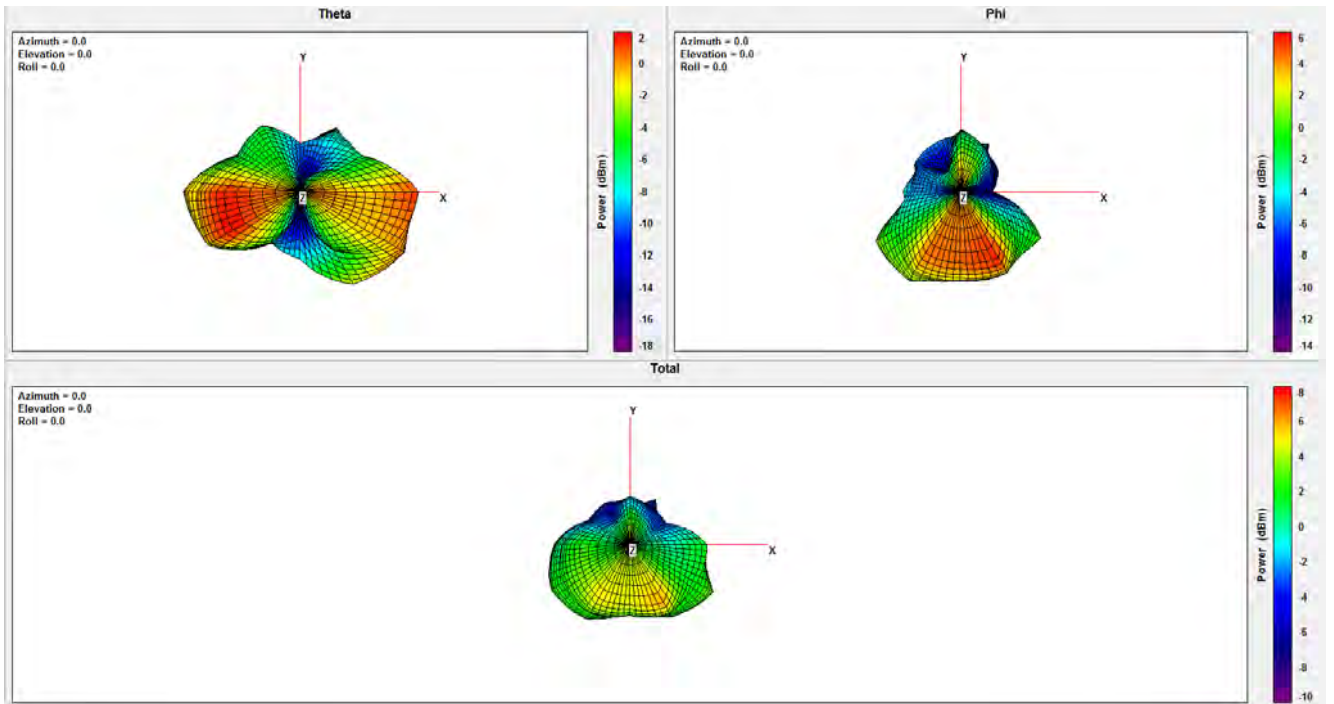 Theta
Azimuth = 0.0
Elevation = 0.0
Roll = 0.0
Y
X
Z
2
0
-2
-4
-6
-8
-10
-12
-14
-16
-18
Power (dBm)
Phi
Azimuth = 0.0
Elevation = 0.0
Roll = 0.0
Y
X
Z
6
4
2
0
-2
-4
-6
-8
-10
-12
-14
Power (dBm)
Total
Azimuth = 0.0
Elevation = 0.0
Roll = 0.0
Y
X
Z
8
6
4
2
0
-2
-4
-6
-8
-10
Power (dBm)